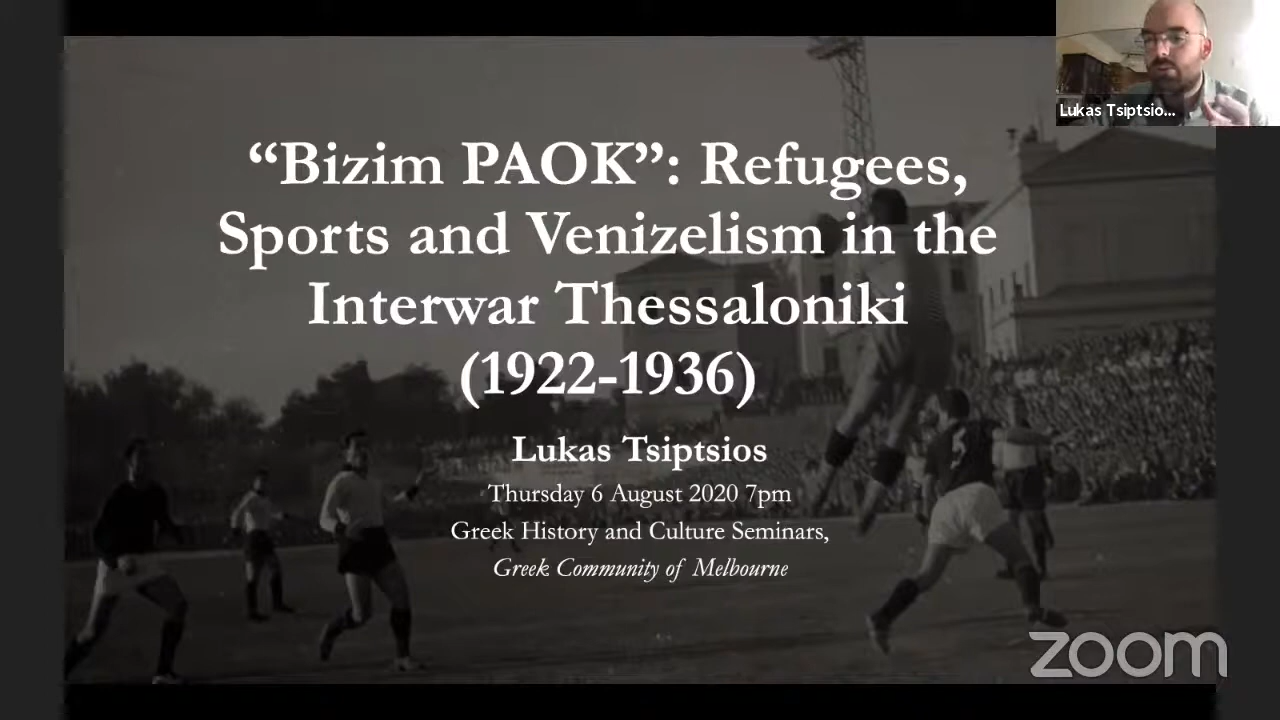 “Bizim PAOK”: Refugees,
Sports and Venizelism in the
Interwar Thessaloniki
(1922-1936)
Lukas Tsiptsios
Thursday 6 August 2020 7pm
Greek History and Culture Seminars,
Greek Community of Melbourne
Lukas Tsiptsio...
zoom